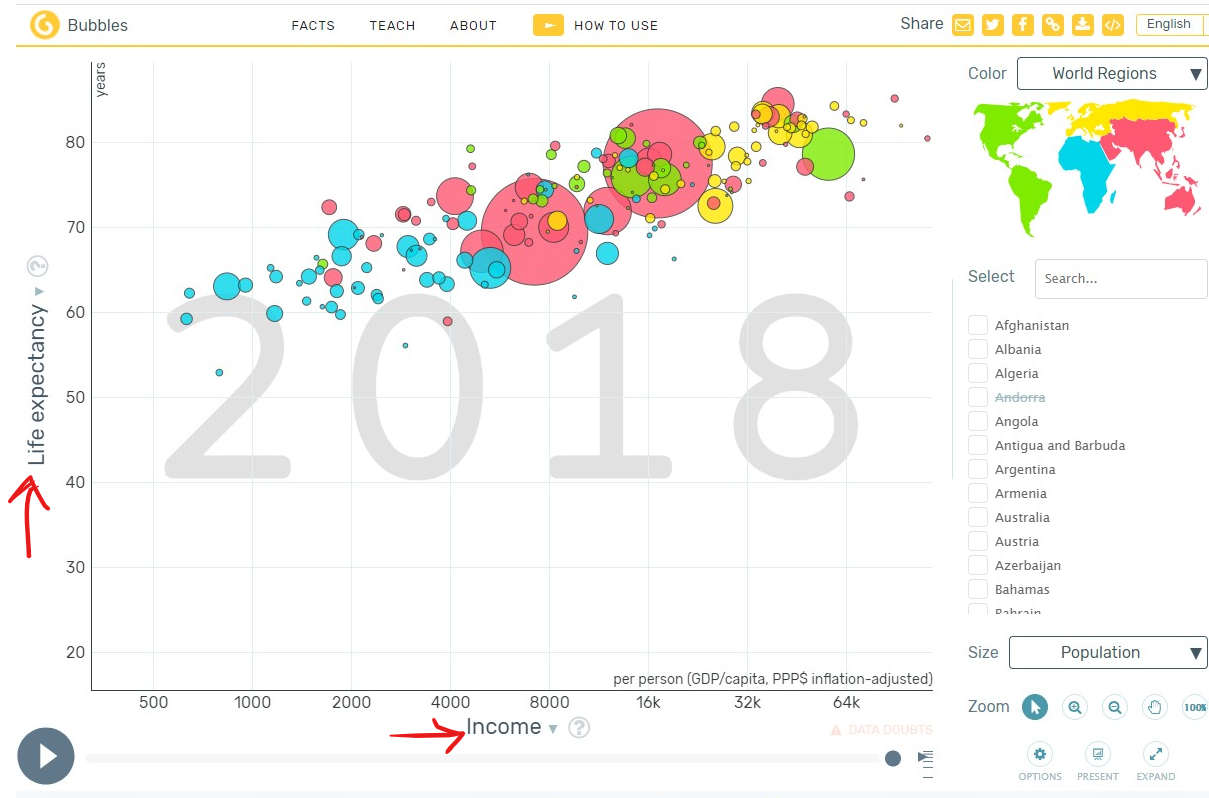 Bubbles FACTS TEACH ABOUT HOW TO USE Share English
years
Color World Regions
80
70
60
50
40
30
20
Life expectancy ?
2018
Select Search...
Afghanistan
Albania
Algeria
Andorra
Angola
Antigua and Barbuda
Argentina
Armenia
Australia
Austria
Azerbaijan
Bahamas
Bahrain
per person (GDP/capita, PPP$ inflation-adjusted)
500 1000 2000 4000 8000 16k 32k 64k
Income ?
DATA DOUBTS
Size Population
Zoom 100%
OPTIONS PRESENT EXPAND